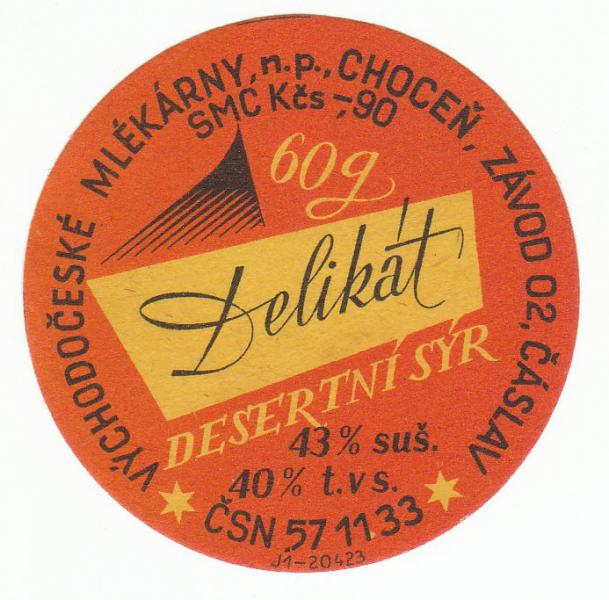 VÝCHODOČESKÉ MLÉKÁRNY, n.p., CHOCEŇ, ZÁVOD 02, ČÁSLAV
SMC Kčs -,90
60g
Delikát
DESERTNÍ SÝR
43% suš.
40% t.v s.
ČSN 57 11 33
J1-20423